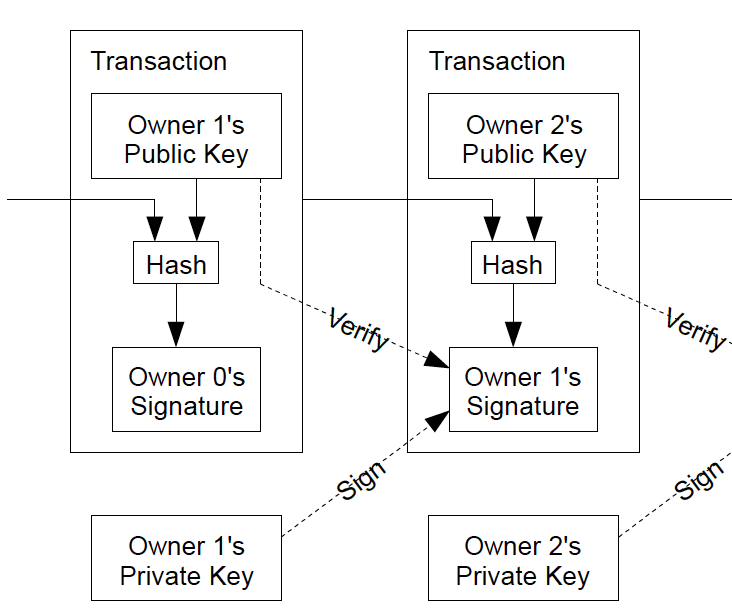 Transaction
Owner 1's
Public Key
Hash
Owner 0's
Signature
Transaction
Owner 2's
Public Key
Hash
Owner 1's
Signature
Verify
Verify
Sign
Sign
Owner 1's
Private Key
Owner 2's
Private Key